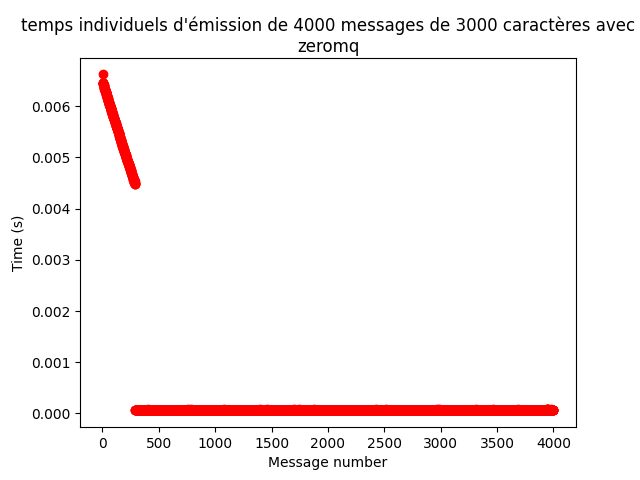 temps individuels d'émission de 4000 messages de 3000 caractères avec
zeromq
0.006
0.005
0.004
0.003
0.002
0.001
0.000
Time (s)
0 500 1000 1500 2000 2500 3000 3500 4000
Message number